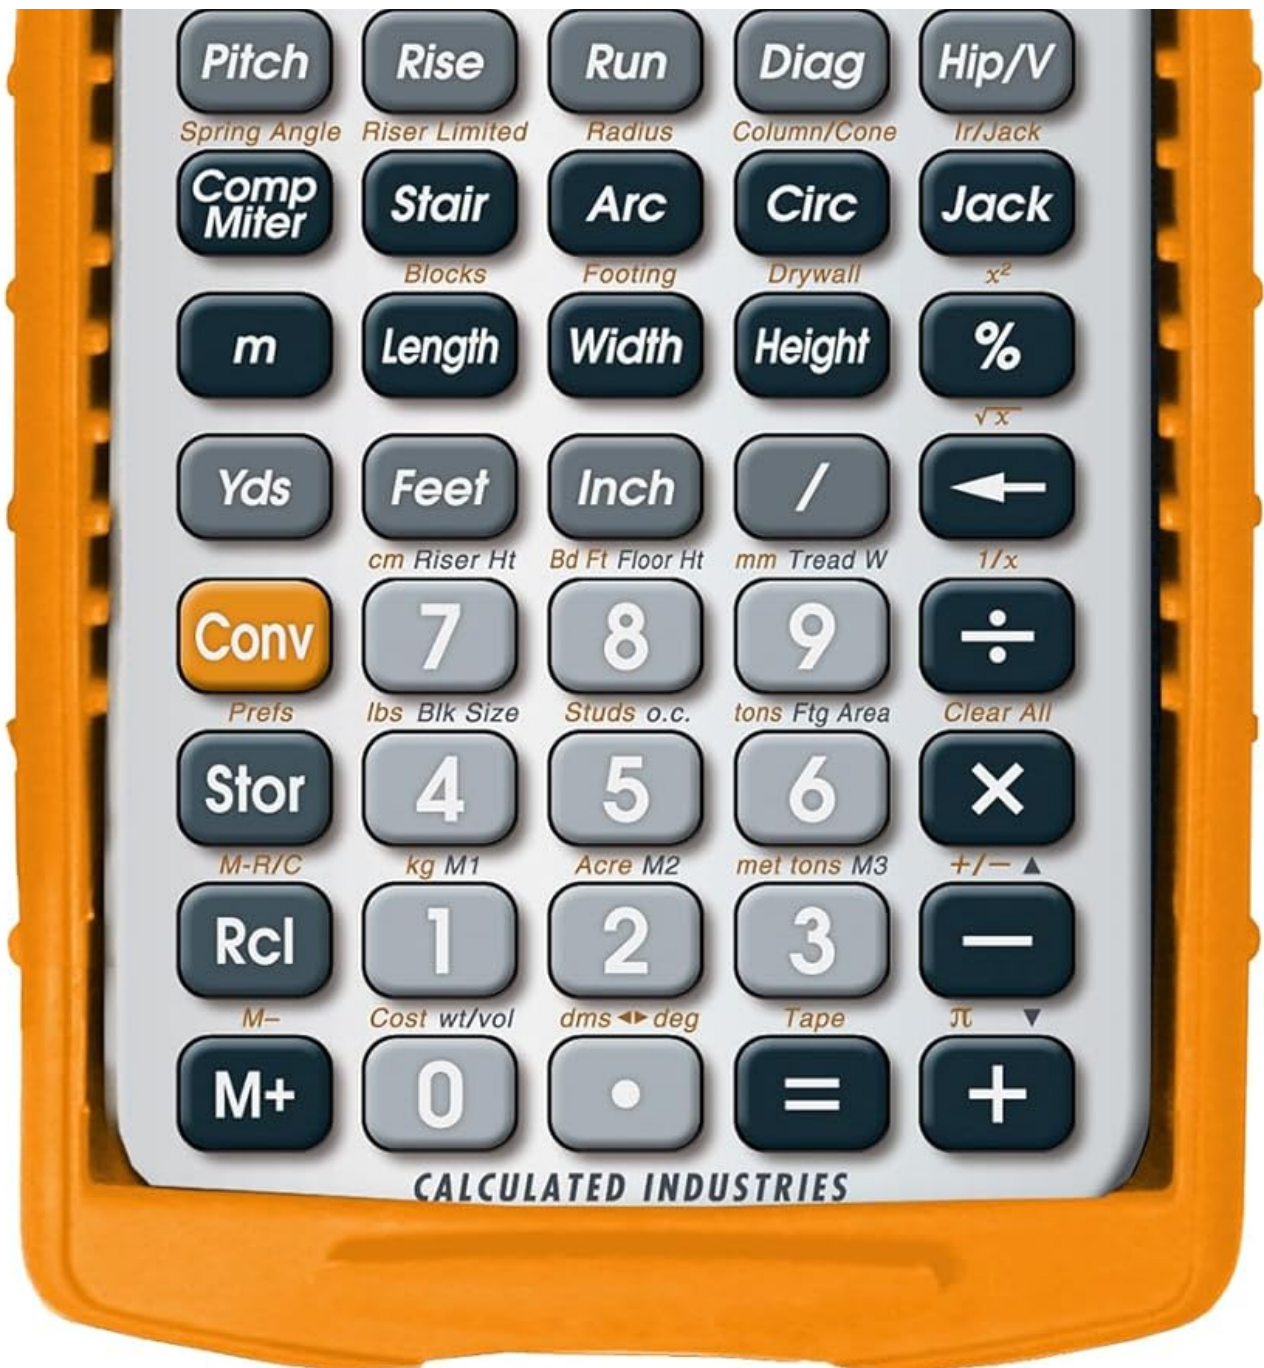 Pitch Rise Run Diag Hip/V
Spring Angle Riser Limited Radius Column/Cone Ir/Jack
Comp Miter Stair Arc Circ Jack
Blocks Footing Drywall x²
m Length Width Height %
√x
Yds Feet Inch / ←
cm Riser Ht Bd Ft Floor Ht mm Tread W 1/x
Conv 7 8 9 ÷
Prefs lbs Blk Size Studs o.c. tons Ftg Area Clear All
Stor 4 5 6 ×
M-R/C kg M1 Acre M2 met tons M3 +/− ▲
Rcl 1 2 3 −
M− Cost wt/vol dms ◄► deg Tape π ▼
M+ 0 • = +
CALCULATED INDUSTRIES